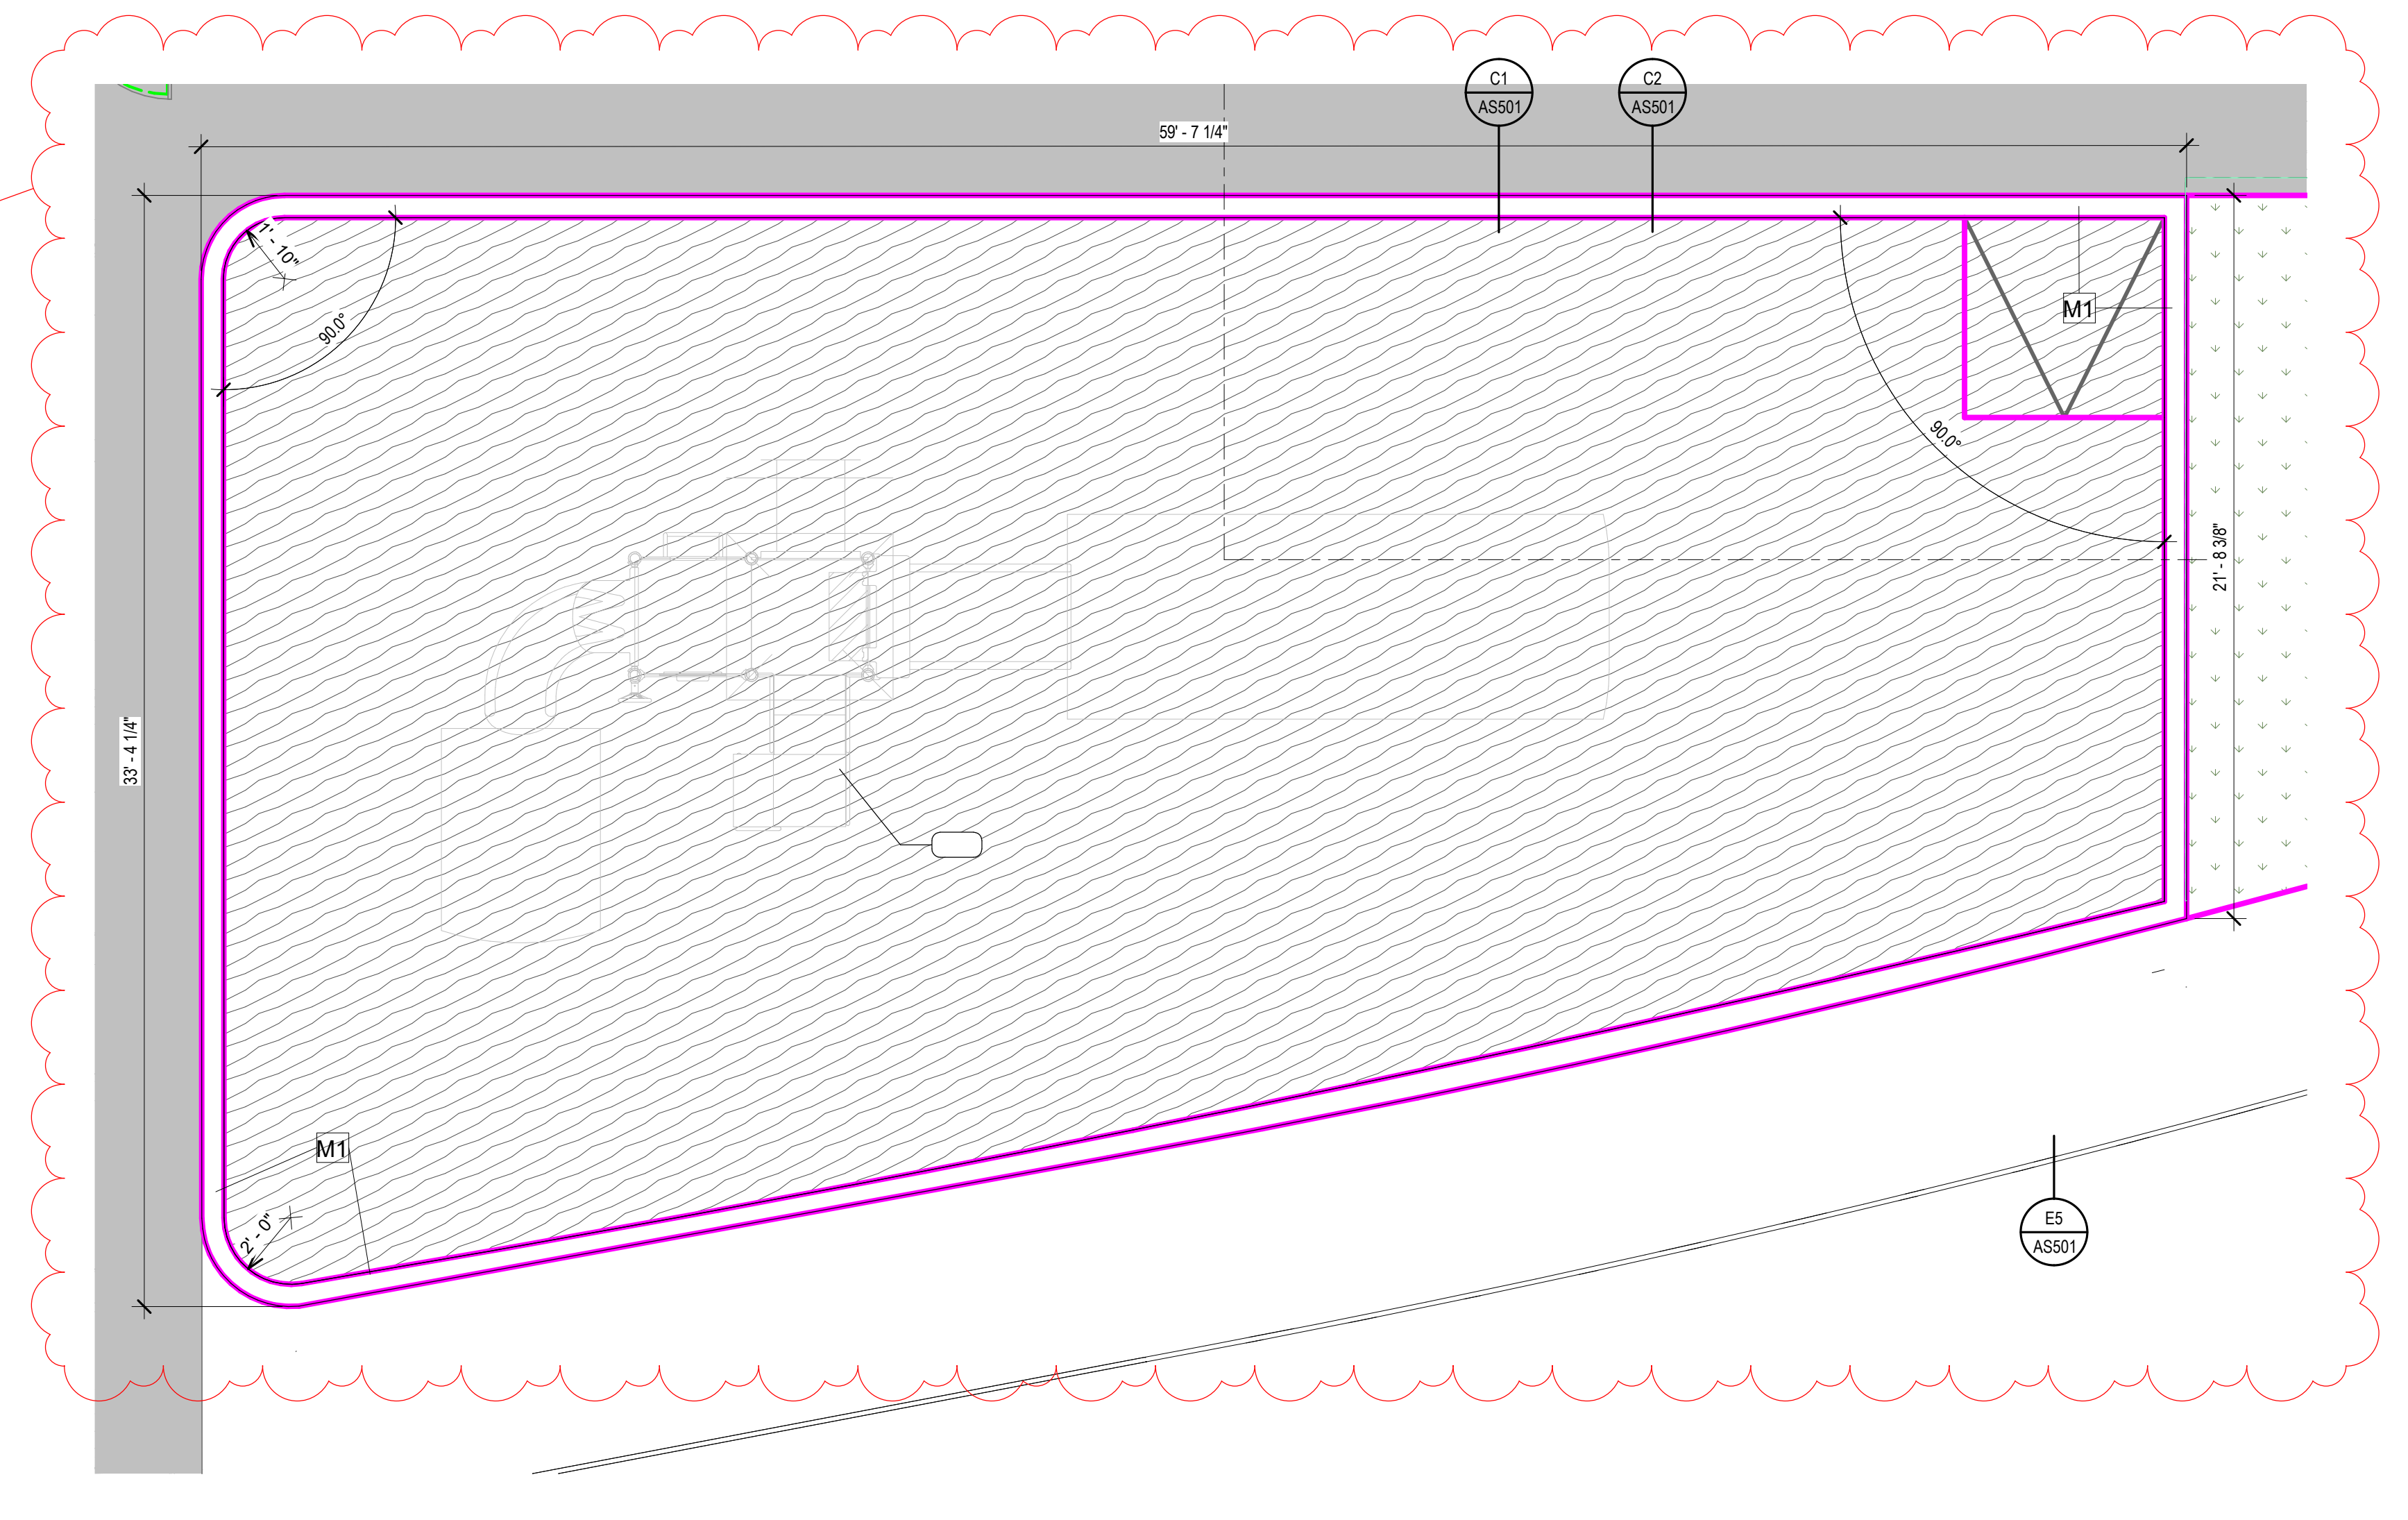 C1
AS501
C2
AS501
59' - 7 1/4"
1' - 10"
90.0°
M1
90.0°
21' - 8 3/8"
33' - 4 1/4"
M1
2' - 0"
E5
AS501